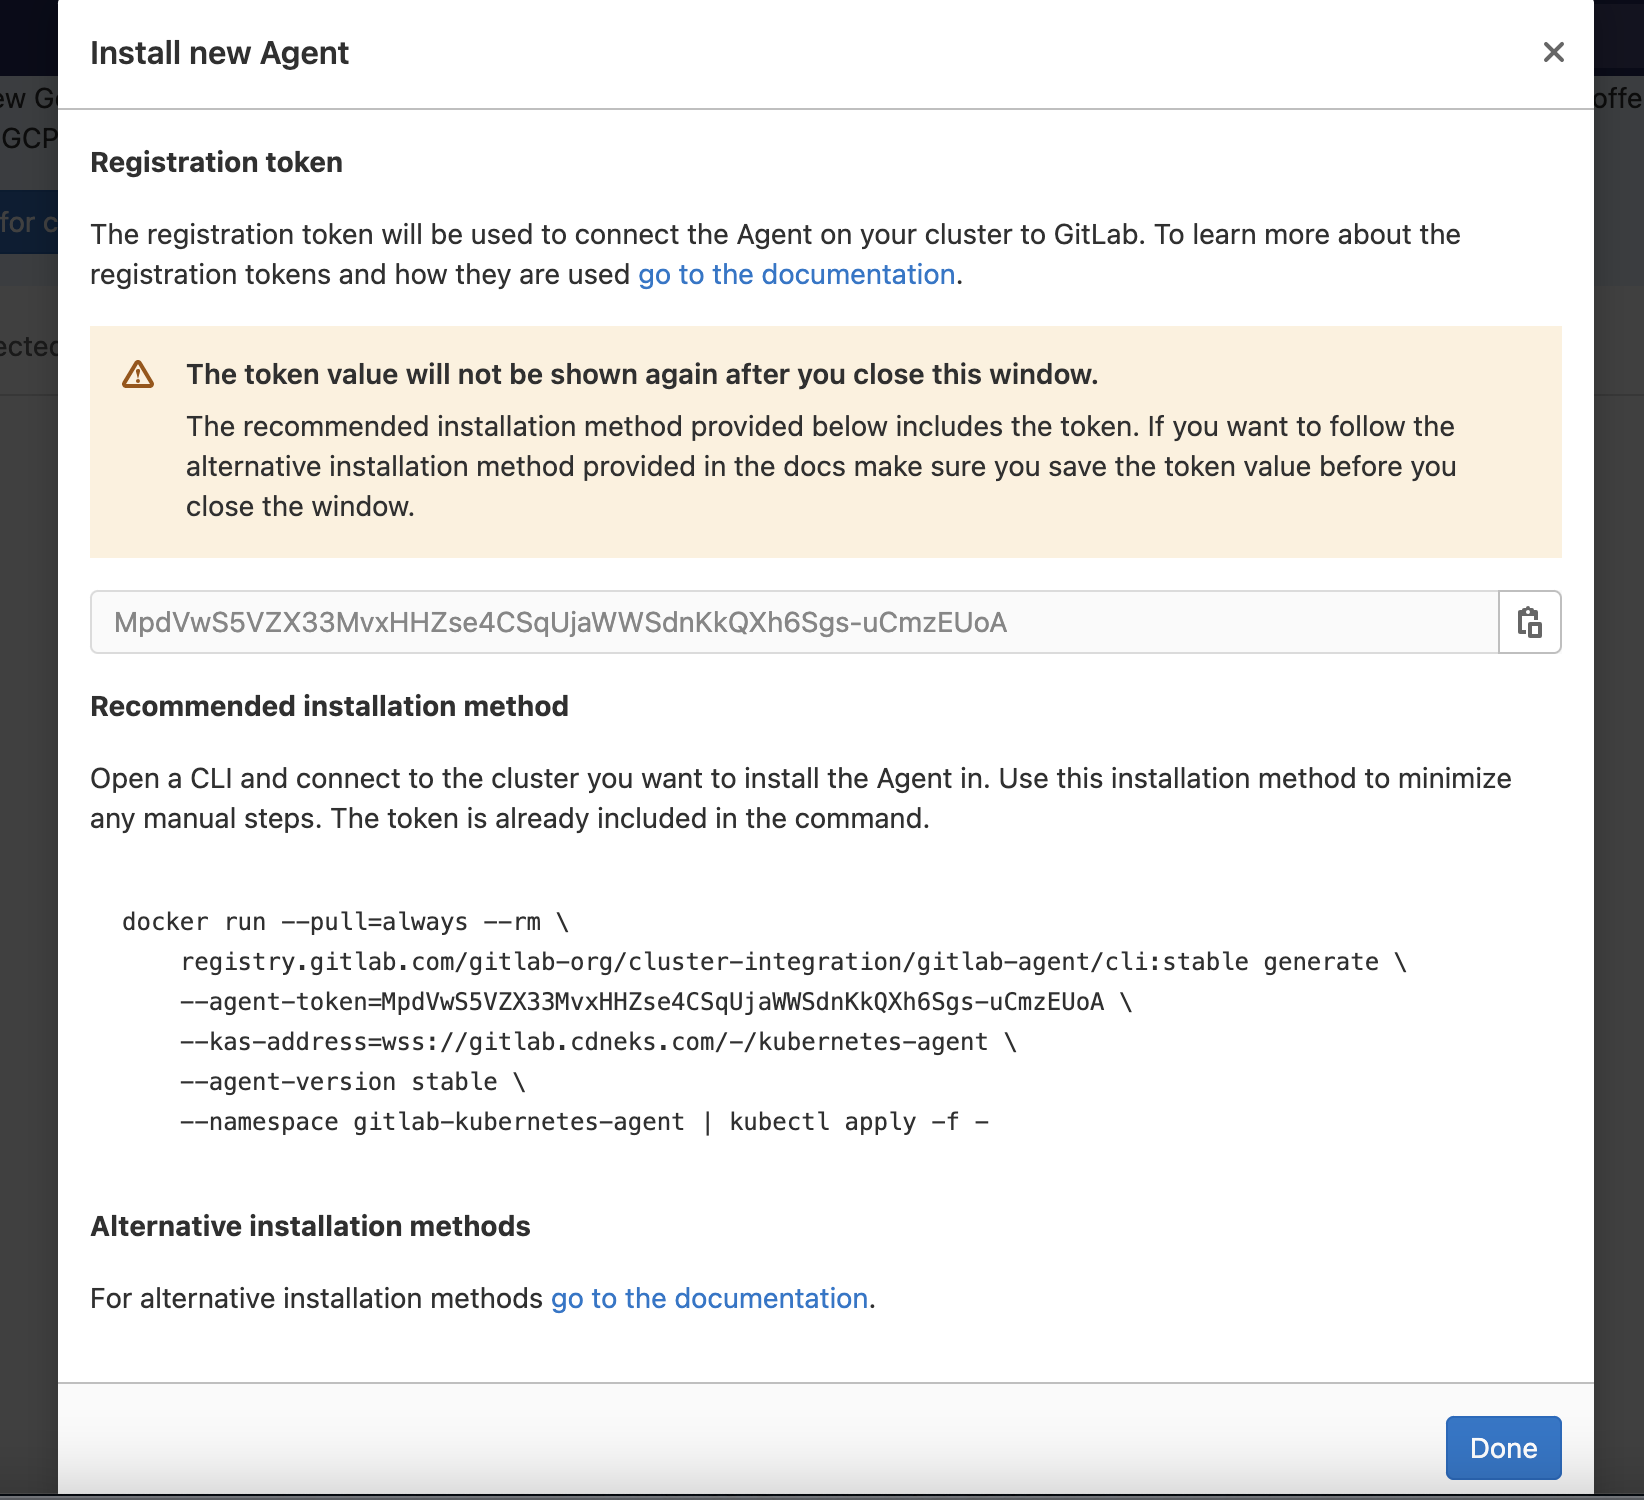 Install new Agent
ew G
offe
GCP
Registration token
for c
The registration token will be used to connect the Agent on your cluster to GitLab. To learn more about the
registration tokens and how they are used go to the documentation.
ected
The token value will not be shown again after you close this window.
The recommended installation method provided below includes the token. If you want to follow the
alternative installation method provided in the docs make sure you save the token value before you
close the window.
MpdVwS5VZX33MvxHHZse4CSqUjaWWSdnKkQXh6Sgs-uCmzEUoA
Recommended installation method
Open a CLI and connect to the cluster you want to install the Agent in. Use this installation method to minimize
any manual steps. The token is already included in the command.
docker run --pull=always --rm \
registry.gitlab.com/gitlab-org/cluster-integration/gitlab-agent/cli:stable generate \
--agent-token=MpdVwS5VZX33MvxHHZse4CSqUjaWWSdnKkQXh6Sgs-uCmzEUoA \
--kas-address=wss://gitlab.cdneks.com/-/kubernetes-agent \
--agent-version stable \
--namespace gitlab-kubernetes-agent | kubectl apply -f -
Alternative installation methods
For alternative installation methods go to the documentation.
Done